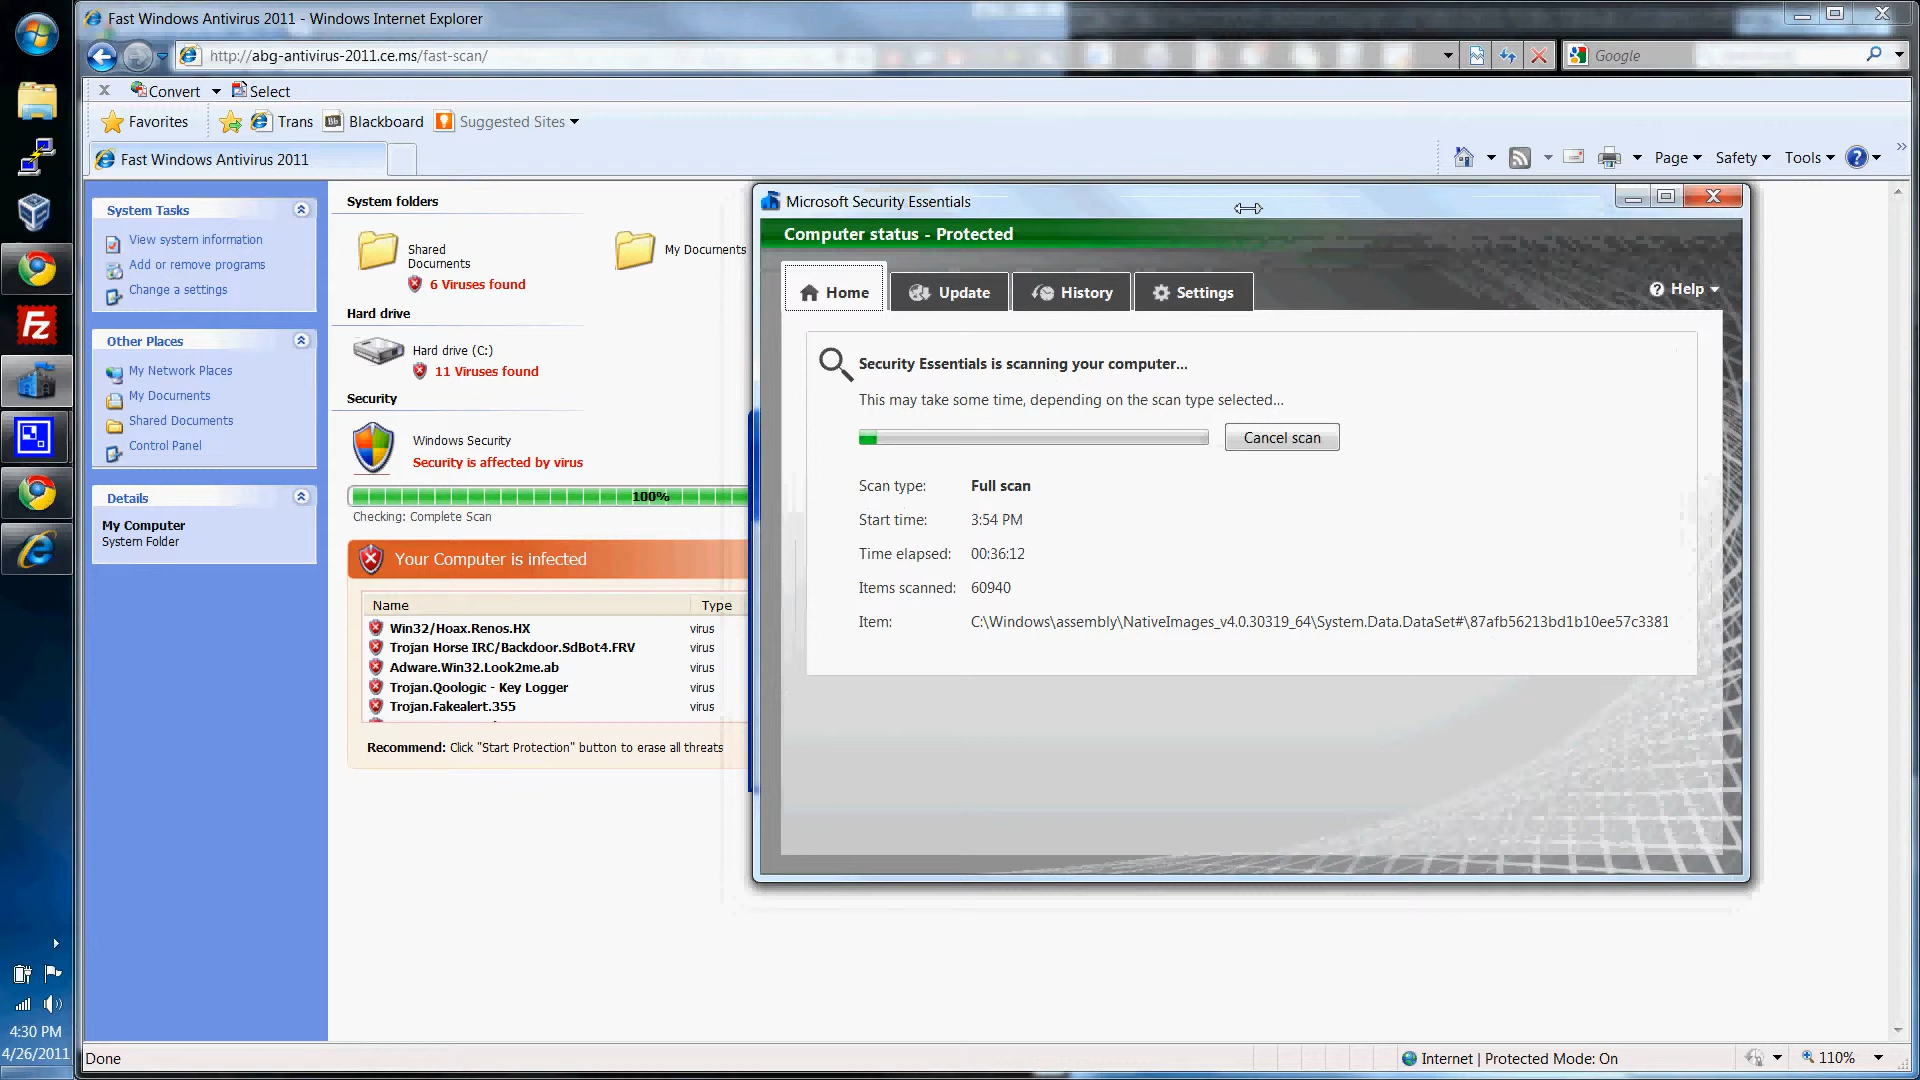 Fast Windows Antivirus 2011 - Windows Internet Explorer
http://abg-antivirus-2011.ce.ms/fast-scan/
Google
x Convert Select
Favorites Trans Bb Blackboard Suggested Sites
Fast Windows Antivirus 2011
Page Safety Tools
System Tasks
View system information
Add or remove programs
Change a settings
Other Places
My Network Places
My Documents
Shared Documents
Control Panel
Details
My Computer
System Folder
System folders
Shared
Documents
6 Viruses found
My Documents
Hard drive
Hard drive (C:)
11 Viruses found
Security
Windows Security
Security is affected by virus
100%
Checking: Complete Scan
Your Computer is infected
Name Type
Win32/Hoax.Renos.HX virus
Trojan Horse IRC/Backdoor.SdBot4.FRV virus
Adware.Win32.Look2me.ab virus
Trojan.Qoologic - Key Logger virus
Trojan.Fakealert.355 virus
Recommend: Click "Start Protection" button to erase all threats
Microsoft Security Essentials
Computer status - Protected
Home Update History Settings
Help
Security Essentials is scanning your computer...
This may take some time, depending on the scan type selected...
Cancel scan
Scan type: Full scan
Start time: 3:54 PM
Time elapsed: 00:36:12
Items scanned: 60940
Item: C:\Windows\assembly\NativeImages_v4.0.30319_64\System.Data.DataSet#\87afb56213bd1b10ee57c3381
Fz
4:30 PM
4/26/2011
Done
Internet | Protected Mode: On
110%